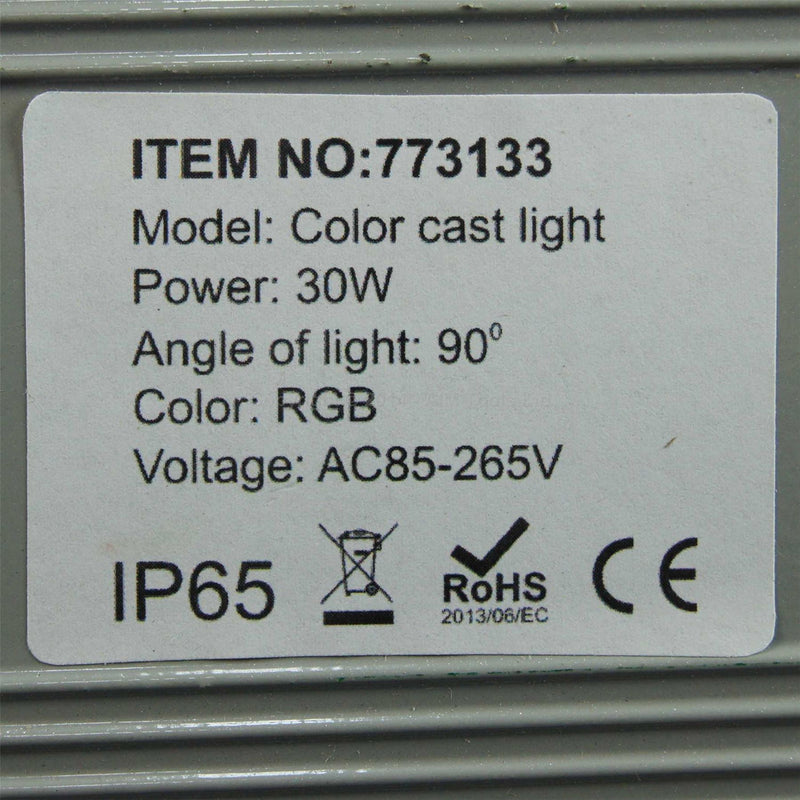 ITEM NO:773133
Model: Color cast light
Power: 30W
Angle of light: 90⁰
Color: RGB
Voltage: AC85-265V
IP65
RoHS
2013/06/EC
CE